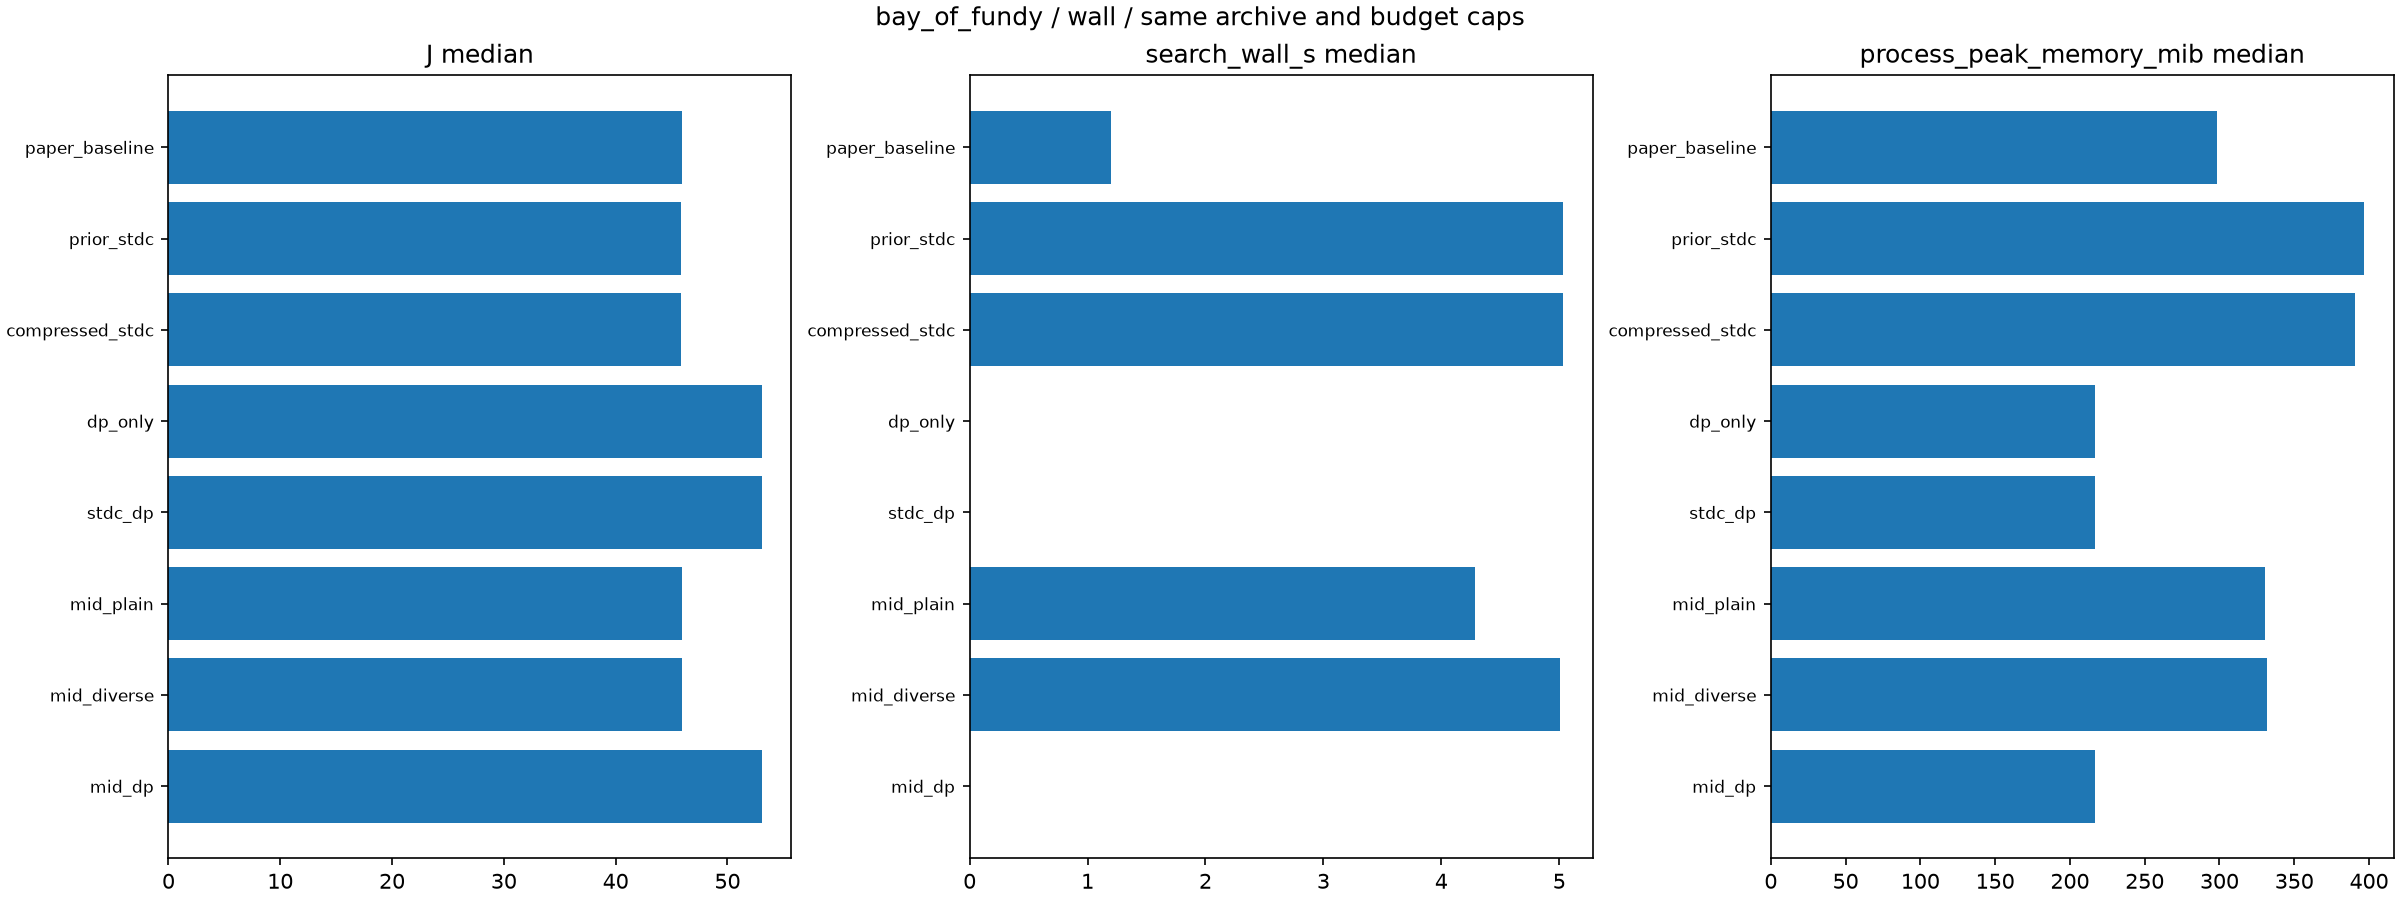 bay_of_fundy / wall / same archive and budget caps
J median
paper_baseline
prior_stdc
compressed_stdc
dp_only
stdc_dp
mid_plain
mid_diverse
mid_dp
0 10 20 30 40 50
search_wall_s median
paper_baseline
prior_stdc
compressed_stdc
dp_only
stdc_dp
mid_plain
mid_diverse
mid_dp
0 1 2 3 4 5
process_peak_memory_mib median
paper_baseline
prior_stdc
compressed_stdc
dp_only
stdc_dp
mid_plain
mid_diverse
mid_dp
0 50 100 150 200 250 300 350 400